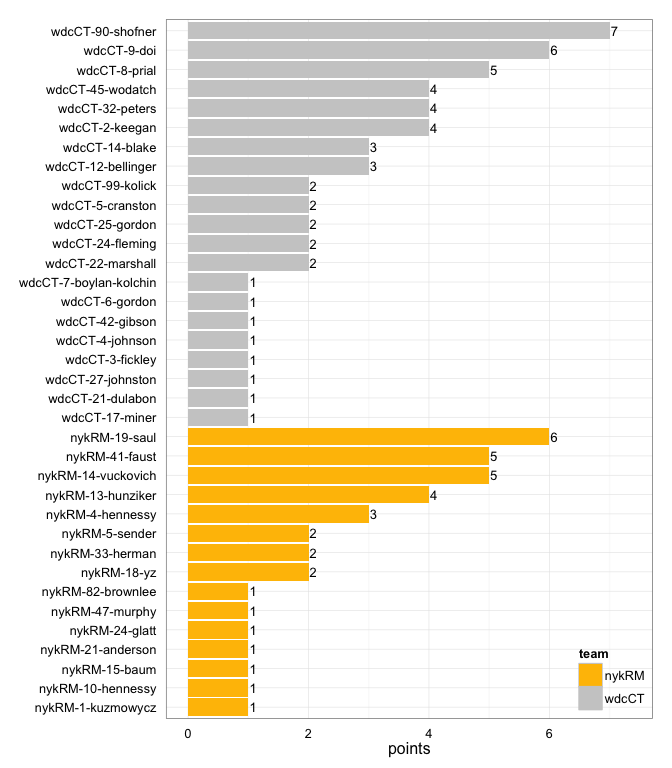 wdcCT-90-shofner 7
wdcCT-9-doi 6
wdcCT-8-prial 5
wdcCT-45-wodatch 4
wdcCT-32-peters 4
wdcCT-2-keegan 4
wdcCT-14-blake 3
wdcCT-12-bellinger 3
wdcCT-99-kolick 2
wdcCT-5-cranston 2
wdcCT-25-gordon 2
wdcCT-24-fleming 2
wdcCT-22-marshall 2
wdcCT-7-boylan-kolchin 1
wdcCT-6-gordon 1
wdcCT-42-gibson 1
wdcCT-4-johnson 1
wdcCT-3-fickley 1
wdcCT-27-johnston 1
wdcCT-21-dulabon 1
wdcCT-17-miner 1
nykRM-19-saul 6
nykRM-41-faust 5
nykRM-14-vuckovich 5
nykRM-13-hunziker 4
nykRM-4-hennessy 3
nykRM-5-sender 2
nykRM-33-herman 2
nykRM-18-yz 2
nykRM-82-brownlee 1
nykRM-47-murphy 1
nykRM-24-glatt 1
nykRM-21-anderson 1
nykRM-15-baum 1
nykRM-10-hennessy 1
nykRM-1-kuzmowycz 1
team
nykRM
wdcCT
0 2 4 6
points